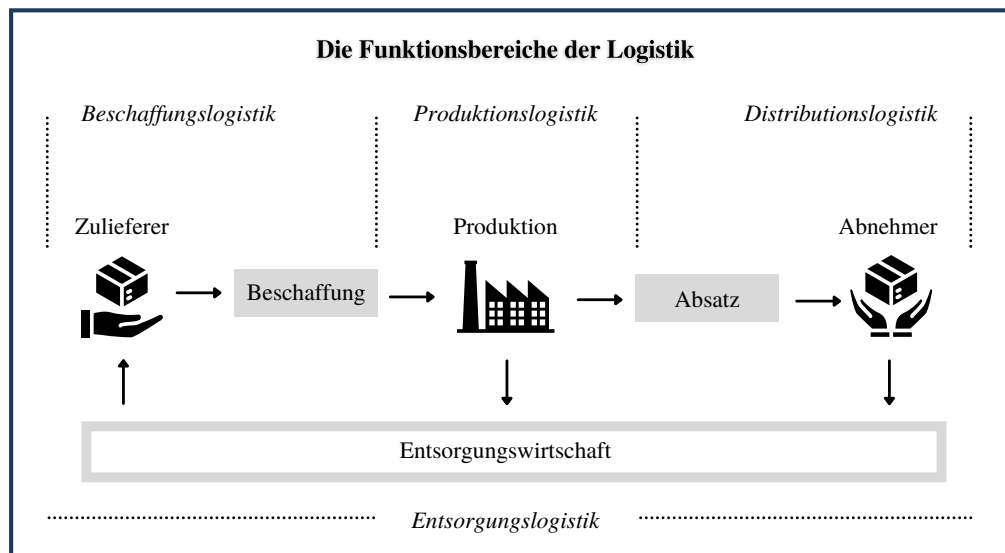 Die Funktionsbereiche der Logistik
Beschaffungslogistik
Produktionslogistik
Distributionslogistik
Zulieferer
Produktion
Abnehmer
Beschaffung
Absatz
Entsorgungswirtschaft
Entsorgungslogistik